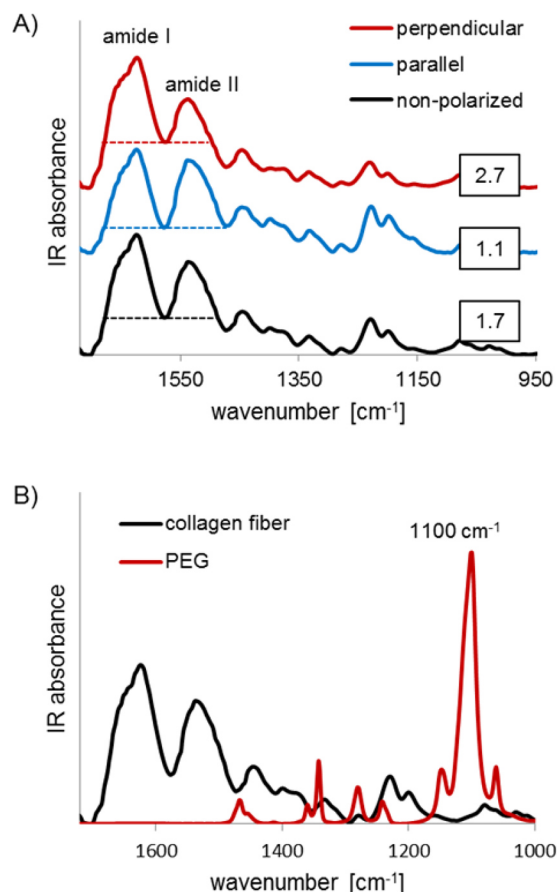 A)
amide I
amide II
perpendicular
parallel
non-polarized
IR absorbance
2.7
1.1
1.7
1550
1350
1150
950
wavenumber [cm⁻¹]
B)
collagen fiber
PEG
1100 cm⁻¹
IR absorbance
1600
1400
1200
1000
wavenumber [cm⁻¹]